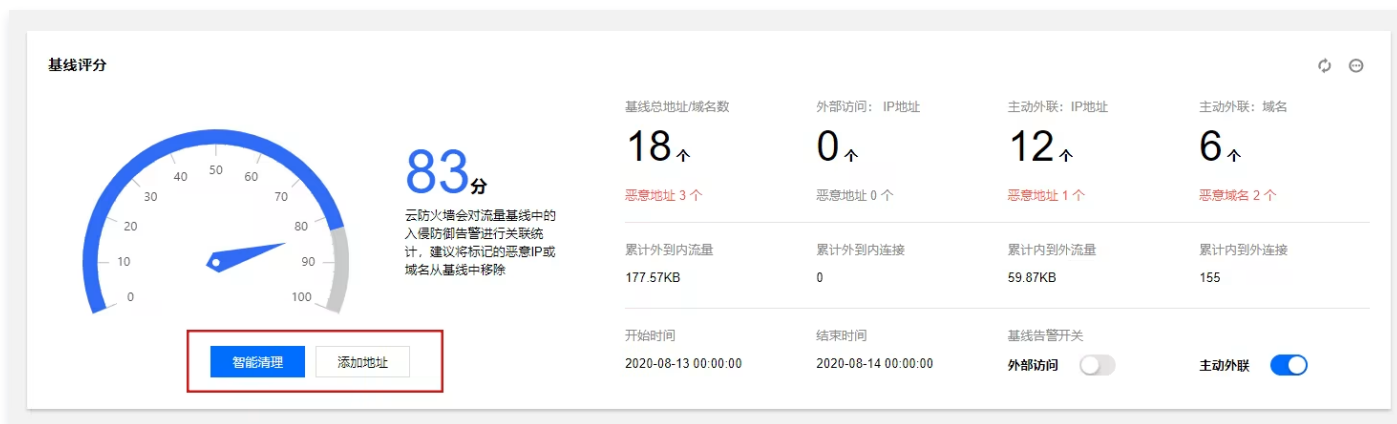 基线评分
0
10
20
30
40
50
60
70
80
90
100
83分
云防火墙会对流量基线中的
入侵防御告警进行关联统
计，建议将标记的恶意IP或
域名从基线中移除
智能清理 添加地址
基线总地址/域名数 外部访问： IP地址 主动外联：IP地址 主动外联：域名
18个 0个 12个 6个
恶意地址 3 个 恶意地址 0 个 恶意地址 1 个 恶意域名 2 个
累计外到内流量 累计外到内连接 累计内到外流量 累计内到外连接
177.57KB 0 59.87KB 155
开始时间 结束时间 基线告警开关
2020-08-13 00:00:00 2020-08-14 00:00:00 外部访问 主动外联